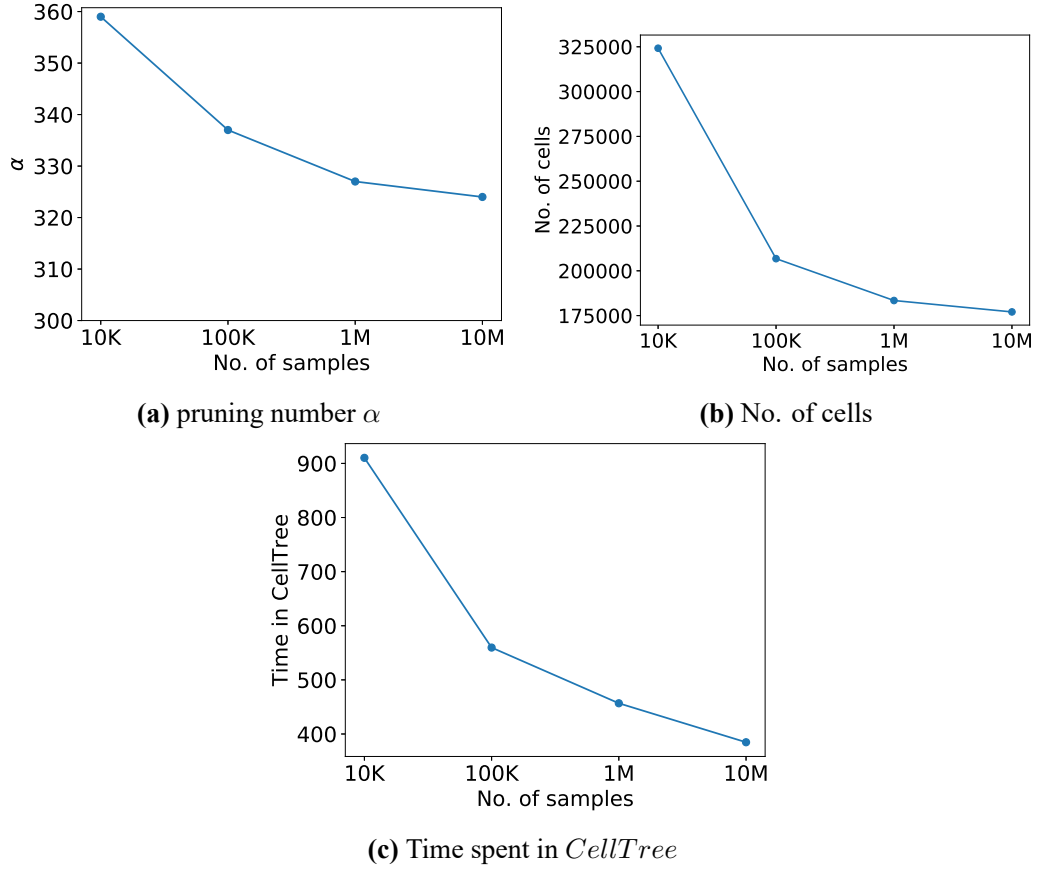 360
350
340
330
320
310
300
α
10K 100K 1M 10M
No. of samples
(a) pruning number α
325000
300000
275000
250000
225000
200000
175000
No. of cells
10K 100K 1M 10M
No. of samples
(b) No. of cells
900
800
700
600
500
400
Time in CellTree
10K 100K 1M 10M
No. of samples
(c) Time spent in CellTree